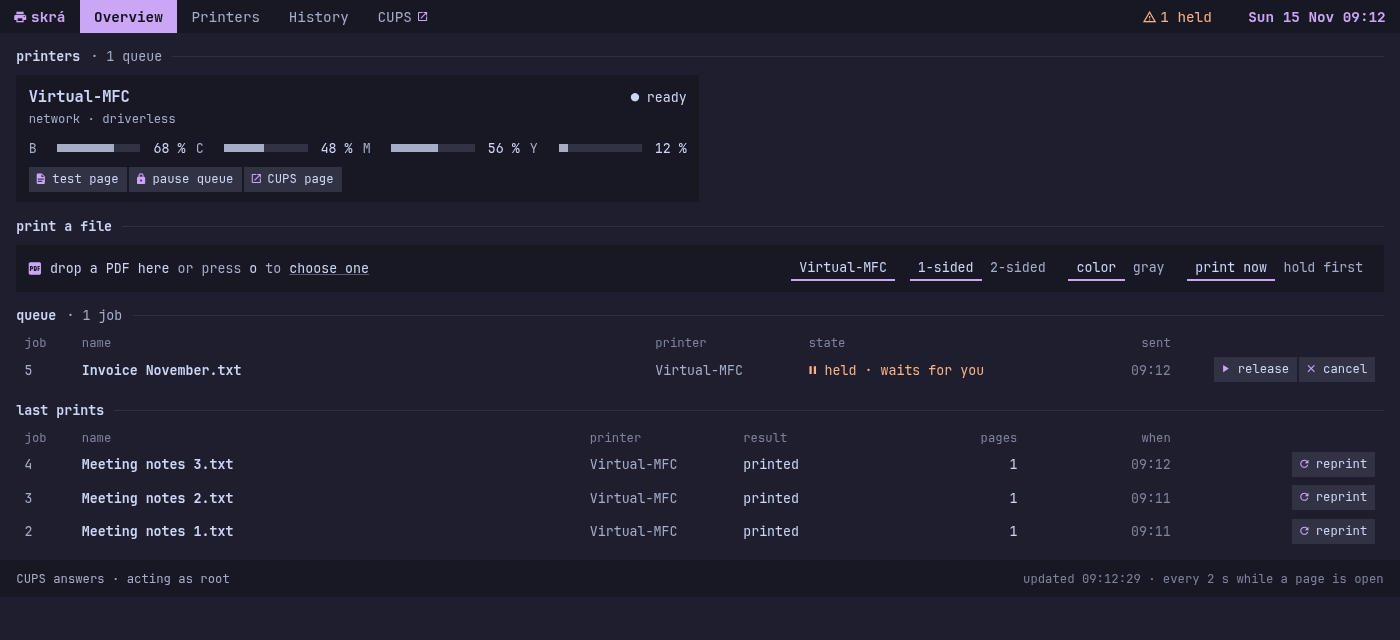 skrá Overview Printers History CUPS 1 held Sun 15 Nov 09:12
printers · 1 queue
Virtual-MFC ready
network · driverless
B 68 % C 48 % M 56 % Y 12 %
test page pause queue CUPS page
print a file
PDF drop a PDF here or press o to choose one Virtual-MFC 1-sided 2-sided color gray print now hold first
queue · 1 job
job name printer state sent
5 Invoice November.txt Virtual-MFC held · waits for you 09:12 release cancel
last prints
job name printer result pages when
4 Meeting notes 3.txt Virtual-MFC printed 1 09:12 reprint
3 Meeting notes 2.txt Virtual-MFC printed 1 09:11 reprint
2 Meeting notes 1.txt Virtual-MFC printed 1 09:11 reprint
CUPS answers · acting as root updated 09:12:29 · every 2 s while a page is open